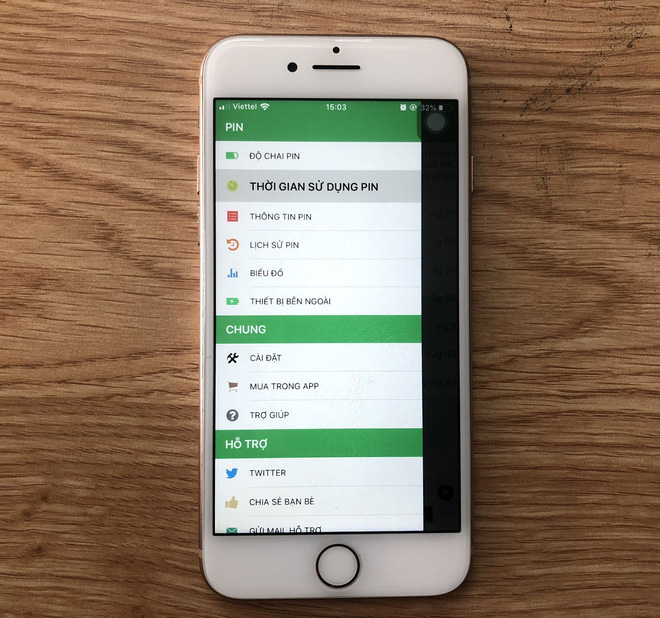 Viettel 15:03 32%
PIN
ĐỘ CHAI PIN
THỜI GIAN SỬ DỤNG PIN
THÔNG TIN PIN
LỊCH SỬ PIN
BIỂU ĐỒ
THIẾT BỊ BÊN NGOÀI
CHUNG
CÀI ĐẶT
MUA TRONG APP
TRỢ GIÚP
HỖ TRỢ
TWITTER
CHIA SẺ BẠN BÈ
GỬI MAIL HỖ TRỢ